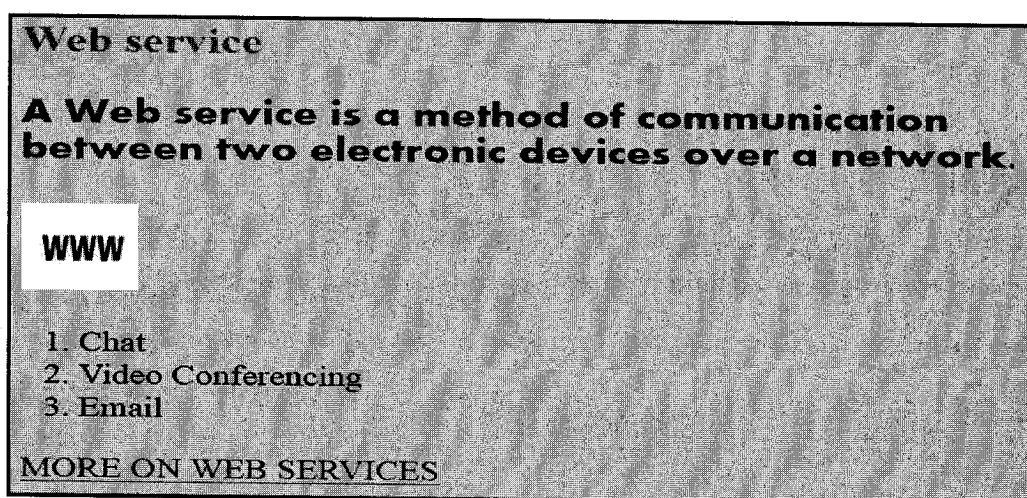 Web service
A Web service is a method of communication
between two electronic devices over a network.
WWW
1. Chat
2. Video Conferencing
3. Email
MORE ON WEB SERVICES